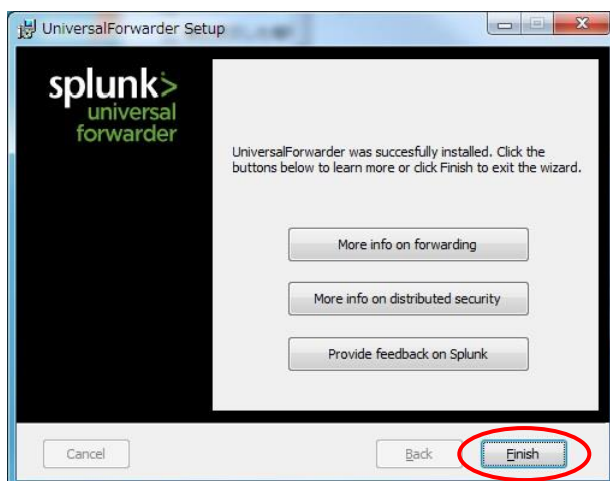 UniversalForwarder Setup
splunk>
universal
forwarder
UniversalForwarder was succesfully installed. Click the
buttons below to learn more or click Finish to exit the wizard.
More info on forwarding
More info on distributed security
Provide feedback on Splunk
Cancel
Back
Finish